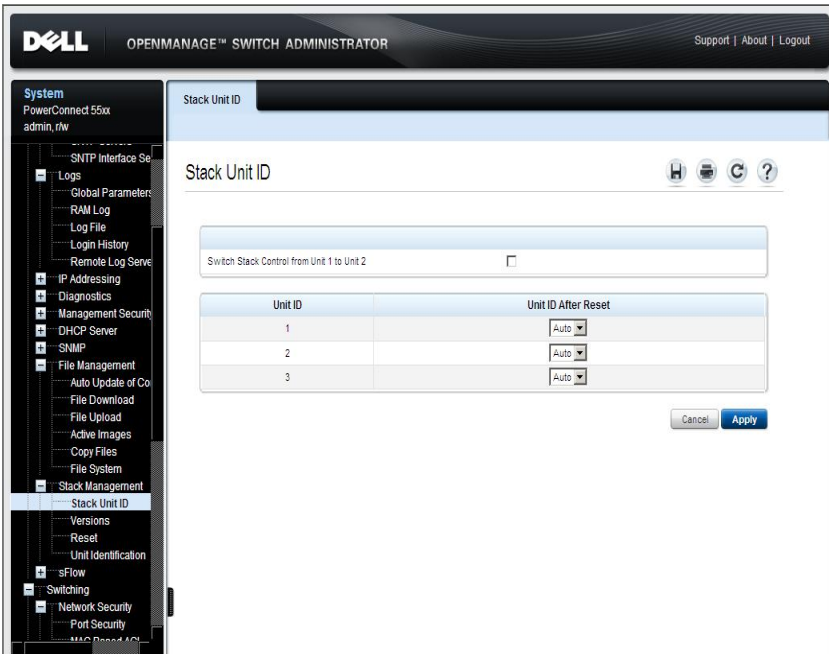 DELL
OPENMANAGE™ SWITCH ADMINISTRATOR
Support | About | Logout
System
PowerConnect 55xx
admin, r/w
SNTP Interface Se
Logs
Global Parameters
RAM Log
Log File
Login History
Remote Log Serve
IP Addressing
Diagnostics
Management Security
DHCP Server
SNMP
File Management
Auto Update of Co
File Download
File Upload
Active Images
Copy Files
File System
Stack Management
Stack Unit ID
Versions
Reset
Unit Identification
sFlow
Switching
Network Security
Port Security
Stack Unit ID
Stack Unit ID
Switch Stack Control from Unit 1 to Unit 2
Unit ID Unit ID After Reset
1 Auto
2 Auto
3 Auto
Cancel Apply